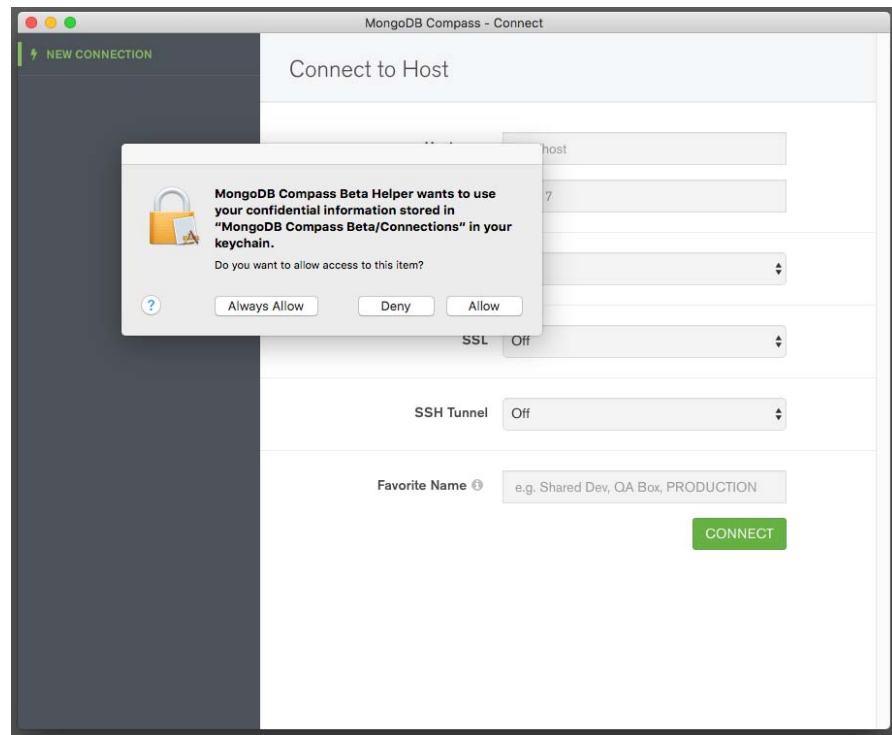 MongoDB Compass - Connect
NEW CONNECTION
Connect to Host
host
7
MongoDB Compass Beta Helper wants to use
your confidential information stored in
“MongoDB Compass Beta/Connections” in your
keychain.
Do you want to allow access to this item?
?
Always Allow
Deny
Allow
SSL
Off
SSH Tunnel
Off
Favorite Name
e.g. Shared Dev, QA Box, PRODUCTION
CONNECT